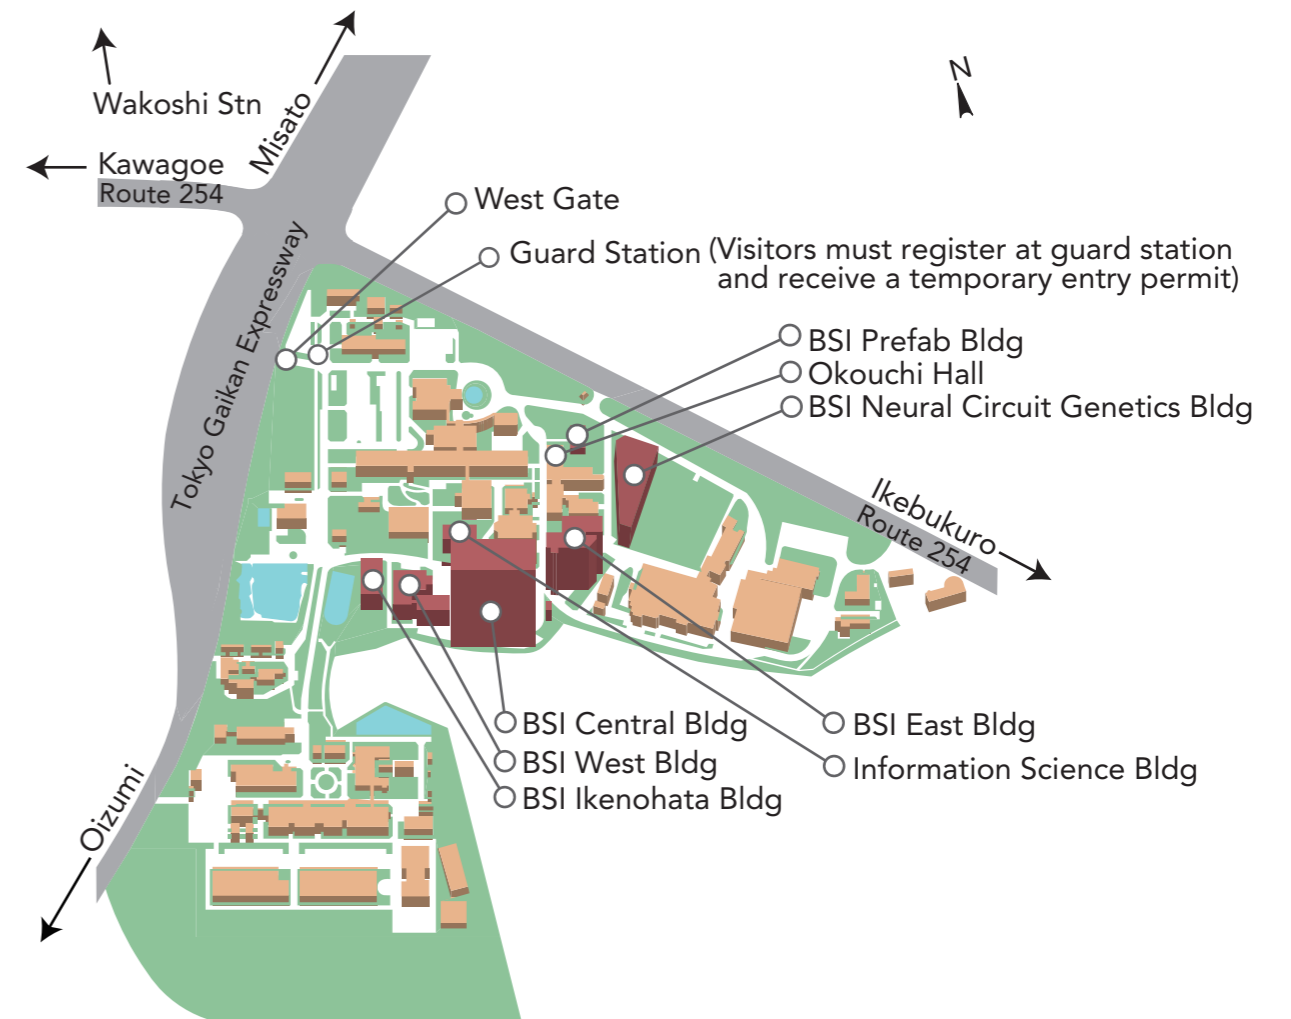 N
Wakoshi Stn
Misato
Kawagoe
Route 254
West Gate
Guard Station (Visitors must register at guard station
and receive a temporary entry permit)
Tokyo Gaikan Expressway
BSI Prefab Bldg
Okouchi Hall
BSI Neural Circuit Genetics Bldg
Ikebukuro
Route 254
BSI Central Bldg
BSI East Bldg
BSI West Bldg
Information Science Bldg
BSI Ikenohata Bldg
Oizumi